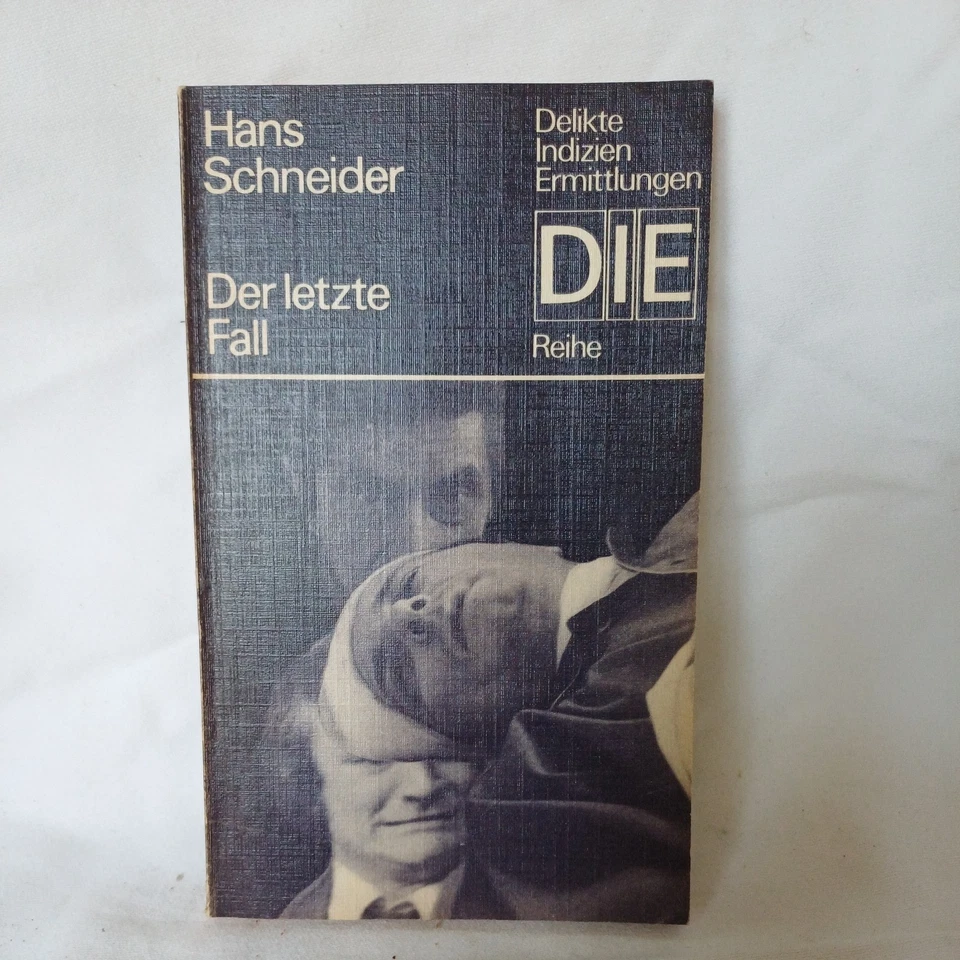 Hans
Schneider
Der letzte
Fall
Delikte
Indizien
Ermittlungen
DIE
Reihe